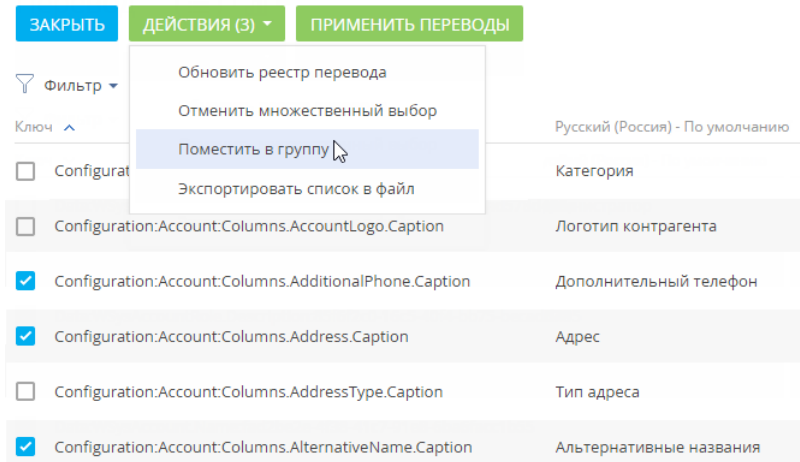 ЗАКРЫТЬ ДЕЙСТВИЯ (3) ПРИМЕНИТЬ ПЕРЕВОДЫ
Обновить реестр перевода
Фильтр
Отменить множественный выбор
Ключ Русский (Россия) - По умолчанию
Поместить в группу
Configurat Категория
Экспортировать список в файл
Configuration:Account:Columns.AccountLogo.Caption Логотип контрагента
Configuration:Account:Columns.AdditionalPhone.Caption Дополнительный телефон
Configuration:Account:Columns.Address.Caption Адрес
Configuration:Account:Columns.AddressType.Caption Тип адреса
Configuration:Account:Columns.AlternativeName.Caption Альтернативные названия